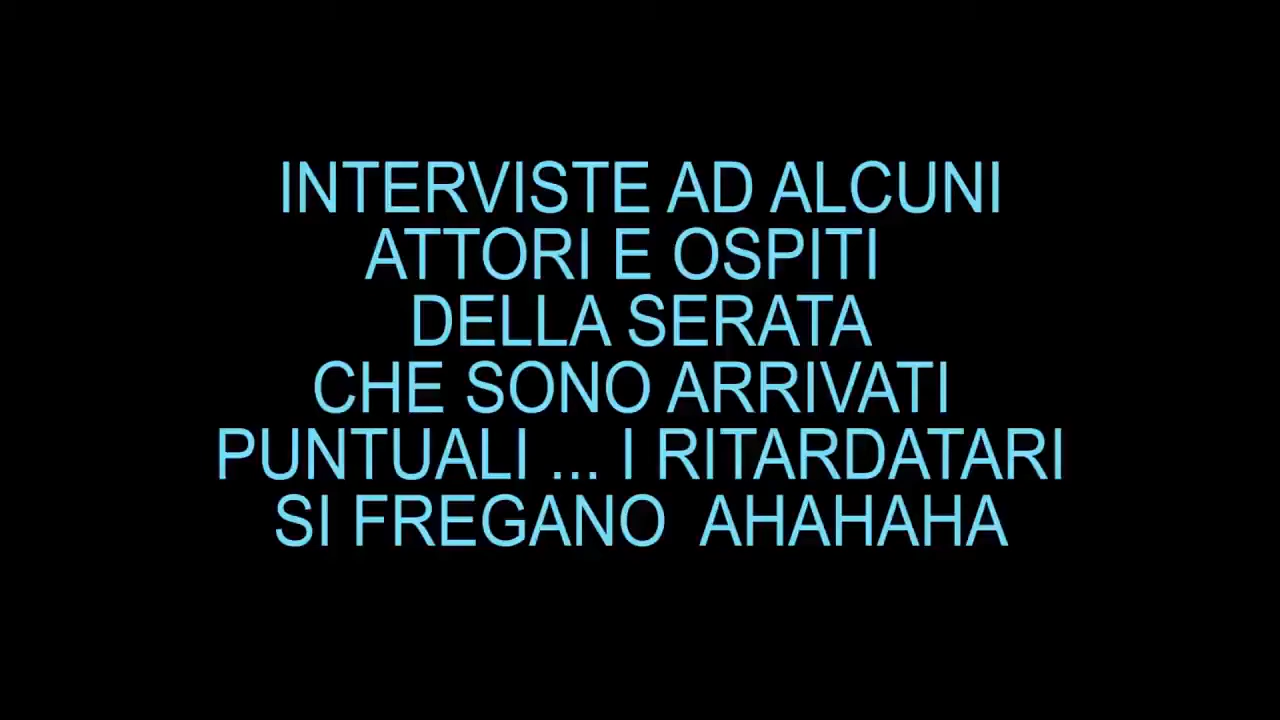 INTERVISTE AD ALCUNI
ATTORI E OSPITI
DELLA SERATA
CHE SONO ARRIVATI
PUNTUALI ... I RITARDATARI
SI FREGANO AHAHAHA